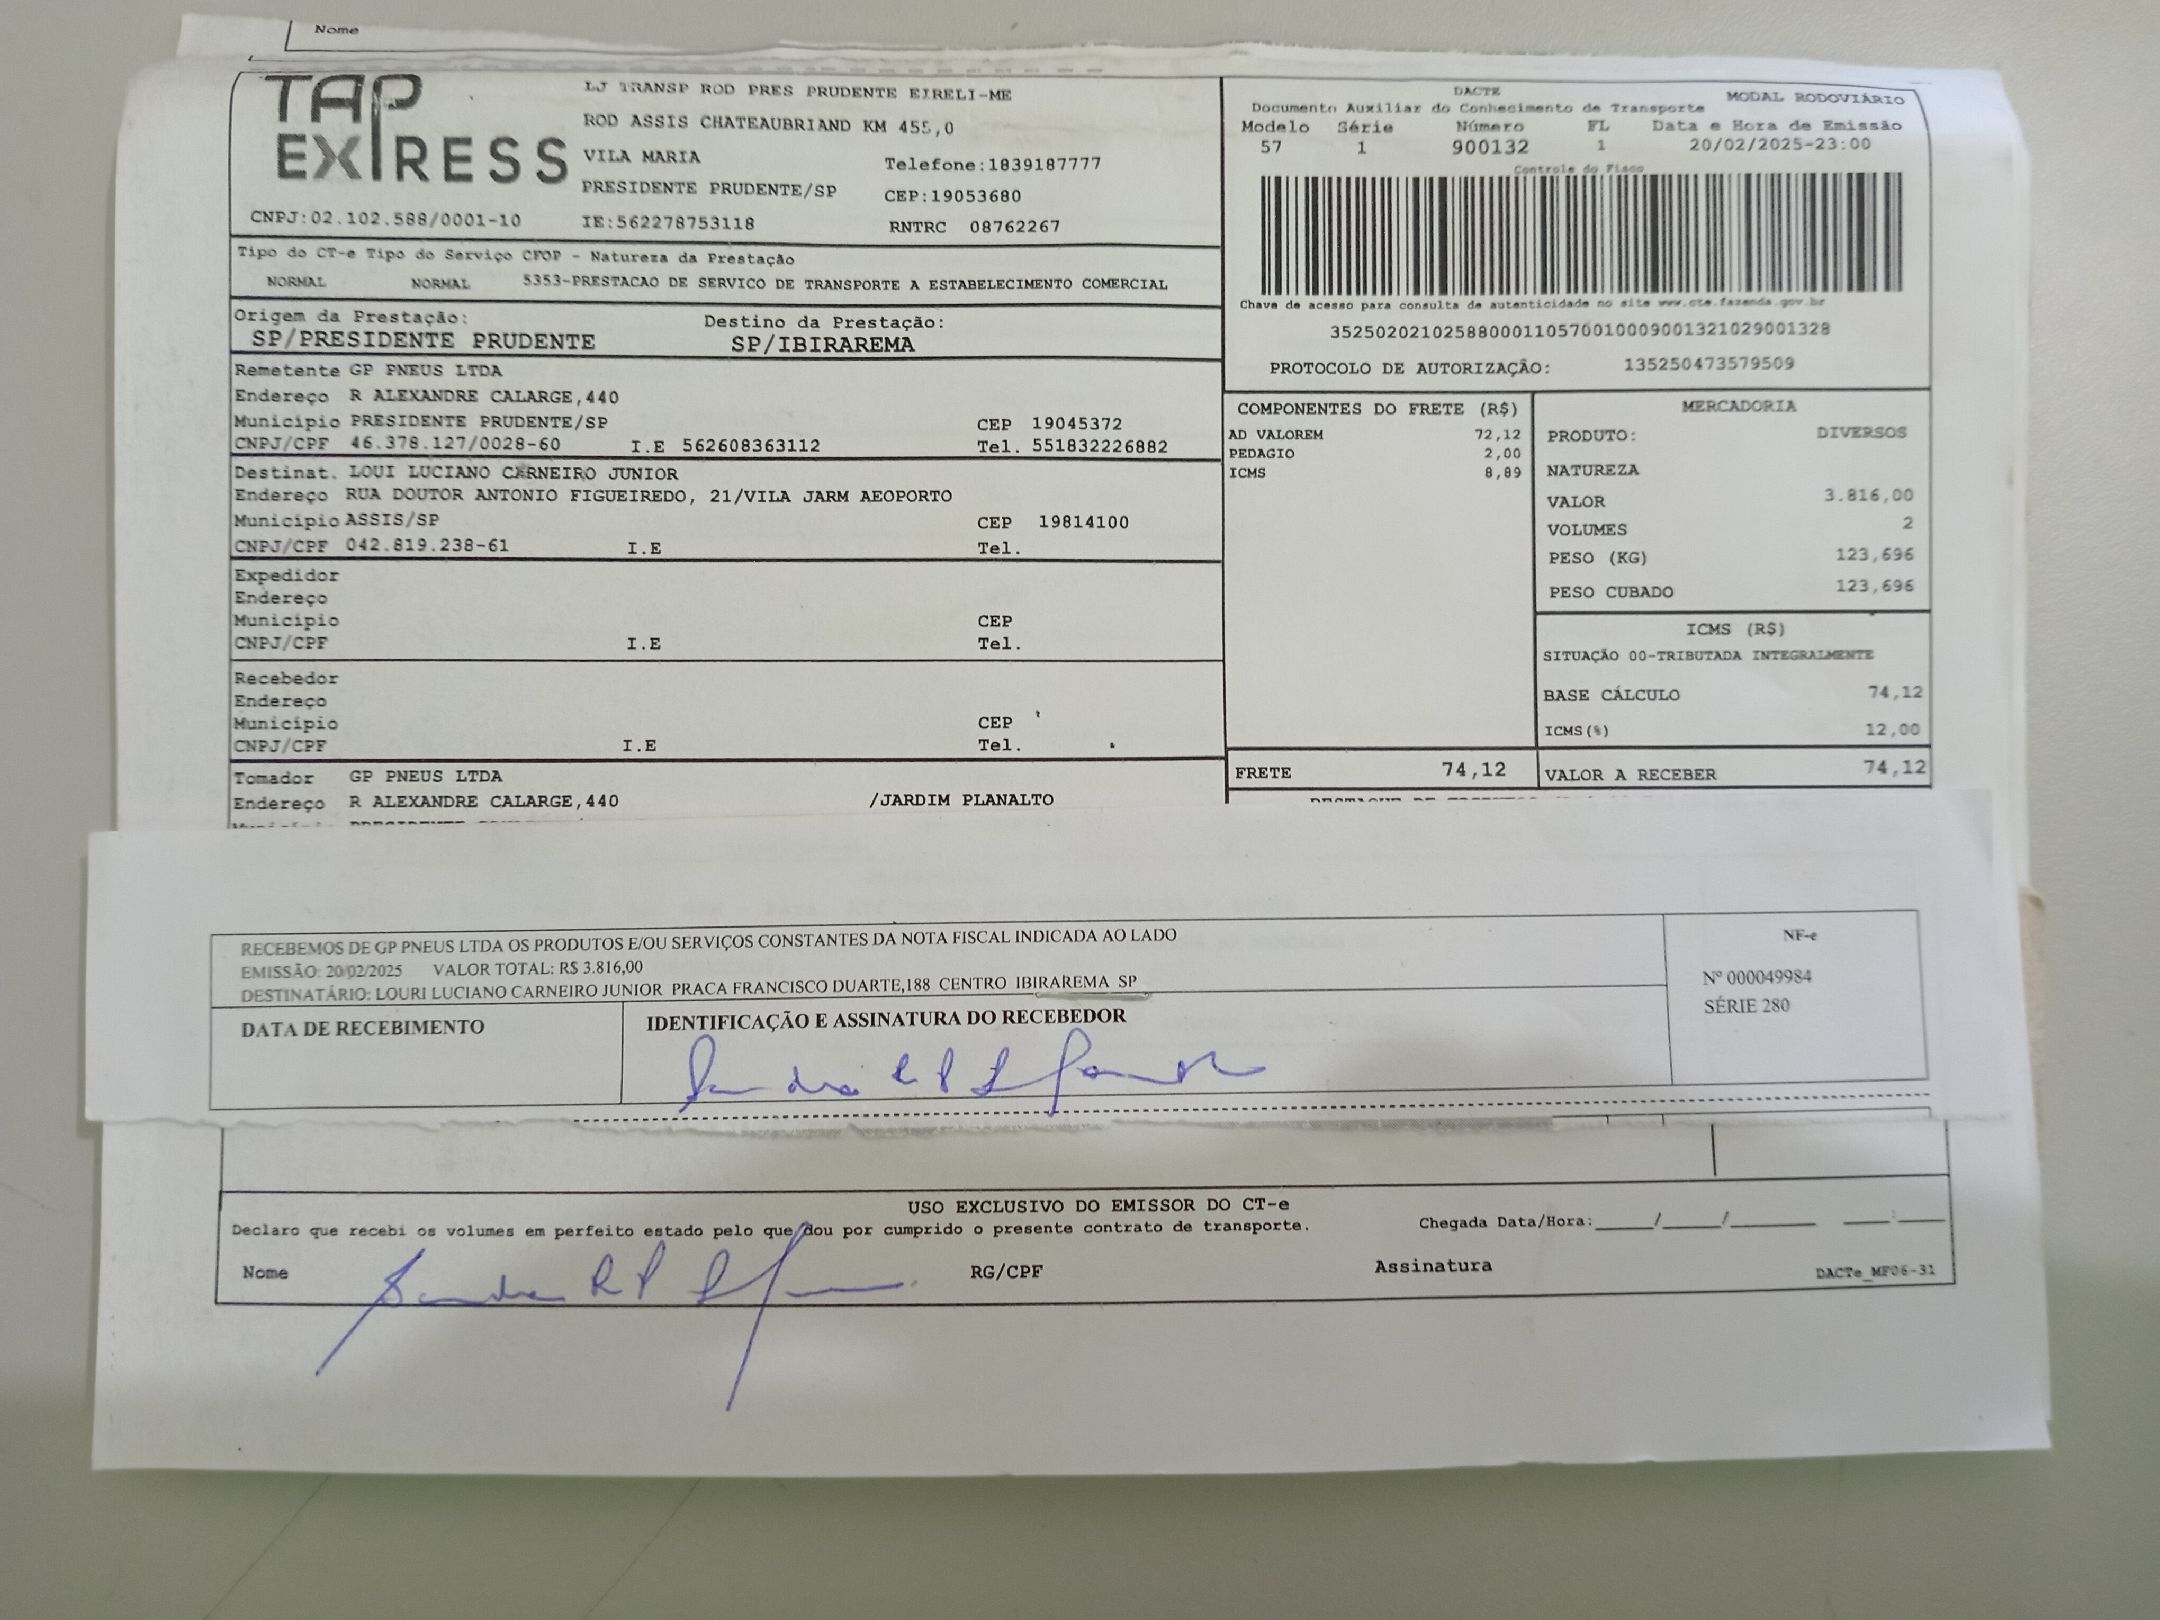 Nome
TAP EXPRESS
LJ TRANSP ROD PRES PRUDENTE EIRELI-ME
ROD ASSIS CHATEAUBRIAND KM 455,0
VILA MARIA Telefone:1839187777
PRESIDENTE PRUDENTE/SP CEP:19053680
CNPJ:02.102.588/0001-10 IE:562278753118 RNTRC 08762267
DACTE MODAL RODOVIÁRIO
Documento Auxiliar do Conhecimento de Transporte
Modelo Série Número FL Data e Hora de Emissão
57 1 900132 1 20/02/2025-23:00
Controle do Fisco
Chave de acesso para consulta de autenticidade no site www.cte.fazenda.gov.br
35250202102588000110570010009001321029001328
PROTOCOLO DE AUTORIZAÇÃO: 135250473579509
Tipo do CT-e Tipo do Serviço CFOP - Natureza da Prestação
NORMAL NORMAL 5353-PRESTACAO DE SERVICO DE TRANSPORTE A ESTABELECIMENTO COMERCIAL
Origem da Prestação: Destino da Prestação:
SP/PRESIDENTE PRUDENTE SP/IBIRAREMA
Remetente GP PNEUS LTDA
Endereço R ALEXANDRE CALARGE,440
Município PRESIDENTE PRUDENTE/SP CEP 19045372
CNPJ/CPF 46.378.127/0028-60 I.E 562608363112 Tel. 551832226882
Destinat. LOUI LUCIANO CARNEIRO JUNIOR
Endereço RUA DOUTOR ANTONIO FIGUEIREDO, 21/VILA JARM AEOPORTO
Município ASSIS/SP CEP 19814100
CNPJ/CPF 042.819.238-61 I.E Tel.
Expedidor
Endereço
Município CEP
CNPJ/CPF I.E Tel.
Recebedor
Endereço
Município CEP
CNPJ/CPF I.E Tel.
Tomador GP PNEUS LTDA
Endereço R ALEXANDRE CALARGE,440 /JARDIM PLANALTO
COMPONENTES DO FRETE (R$)
AD VALOREM 72,12
PEDAGIO 2,00
ICMS 8,89
FRETE 74,12
MERCADORIA
PRODUTO: DIVERSOS
NATUREZA
VALOR 3.816,00
VOLUMES 2
PESO (KG) 123,696
PESO CUBADO 123,696
ICMS (R$)
SITUAÇÃO 00-TRIBUTADA INTEGRALMENTE
BASE CÁLCULO 74,12
ICMS(%) 12,00
VALOR A RECEBER 74,12
RECEBEMOS DE GP PNEUS LTDA OS PRODUTOS E/OU SERVIÇOS CONSTANTES DA NOTA FISCAL INDICADA AO LADO
EMISSÃO: 20/02/2025 VALOR TOTAL: R$ 3.816,00
DESTINATÁRIO: LOURI LUCIANO CARNEIRO JUNIOR PRACA FRANCISCO DUARTE,188 CENTRO IBIRAREMA SP
DATA DE RECEBIMENTO IDENTIFICAÇÃO E ASSINATURA DO RECEBEDOR
NF-e
Nº 000049984
SÉRIE 280
USO EXCLUSIVO DO EMISSOR DO CT-e
Declaro que recebi os volumes em perfeito estado pelo que dou por cumprido o presente contrato de transporte. Chegada Data/Hora:_____/_____/_______ ____:____
Nome RG/CPF Assinatura DACTe_MF06-31